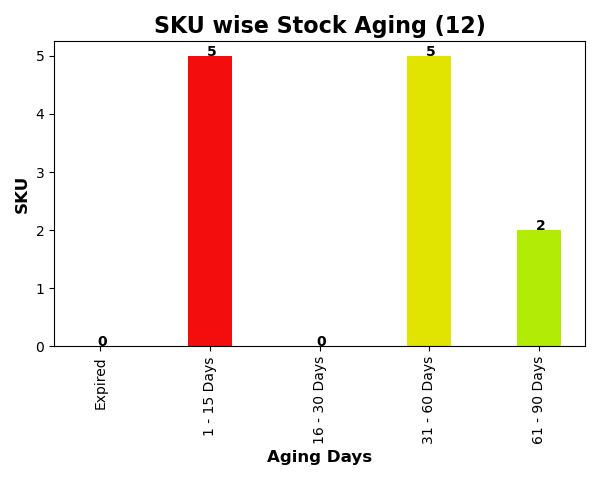 SKU wise Stock Aging (12)
5
4
3
2
1
0
SKU
0
5
0
5
2
Expired
1 - 15 Days
16 - 30 Days
31 - 60 Days
61 - 90 Days
Aging Days